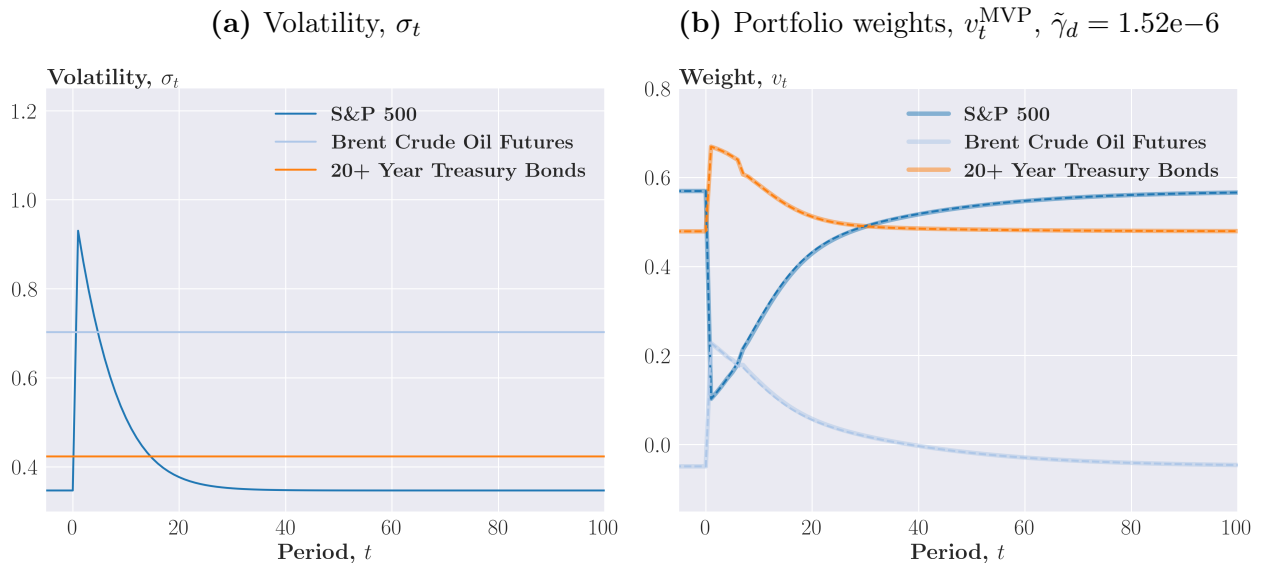 (a) Volatility, σ_t
Volatility, σ_t
S&P 500
Brent Crude Oil Futures
20+ Year Treasury Bonds
1.2
1.0
0.8
0.6
0.4
0 20 40 60 80 100
Period, t
(b) Portfolio weights, v_t^MVP, γ̃_d = 1.52e−6
Weight, v_t
S&P 500
Brent Crude Oil Futures
20+ Year Treasury Bonds
0.8
0.6
0.4
0.2
0.0
0 20 40 60 80 100
Period, t